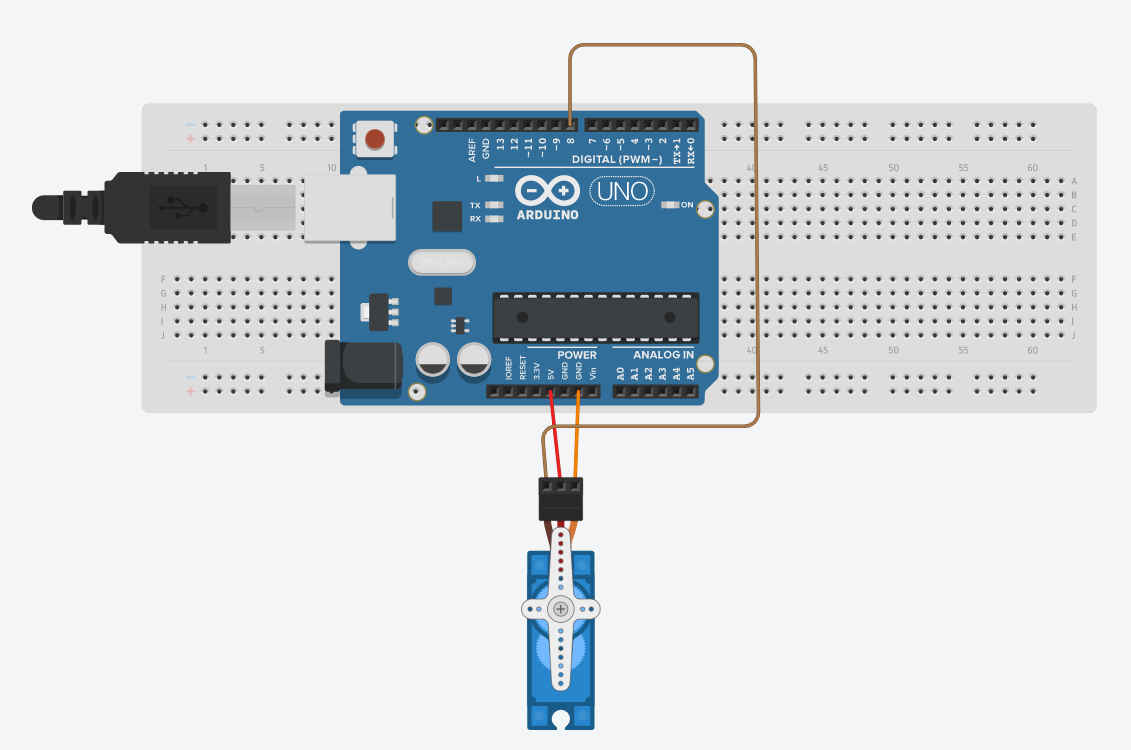 − −
+ +
AREF GND 13 12 ~11 ~10 ~9 8 7 ~6 ~5 4 ~3 2 TX→1 RX←0
DIGITAL (PWM~)
1 10 40 45 50 55 60
A
B
C
D
E
L
TX
RX
UNO
ON
ARDUINO
F F
G G
H H
I I
J J
1 5 40 45 50 55 60
5
POWER ANALOG IN
IOREF RESET 3.3V 5V GND GND Vin A0 A1 A2 A3 A4 A5
− −
+ +